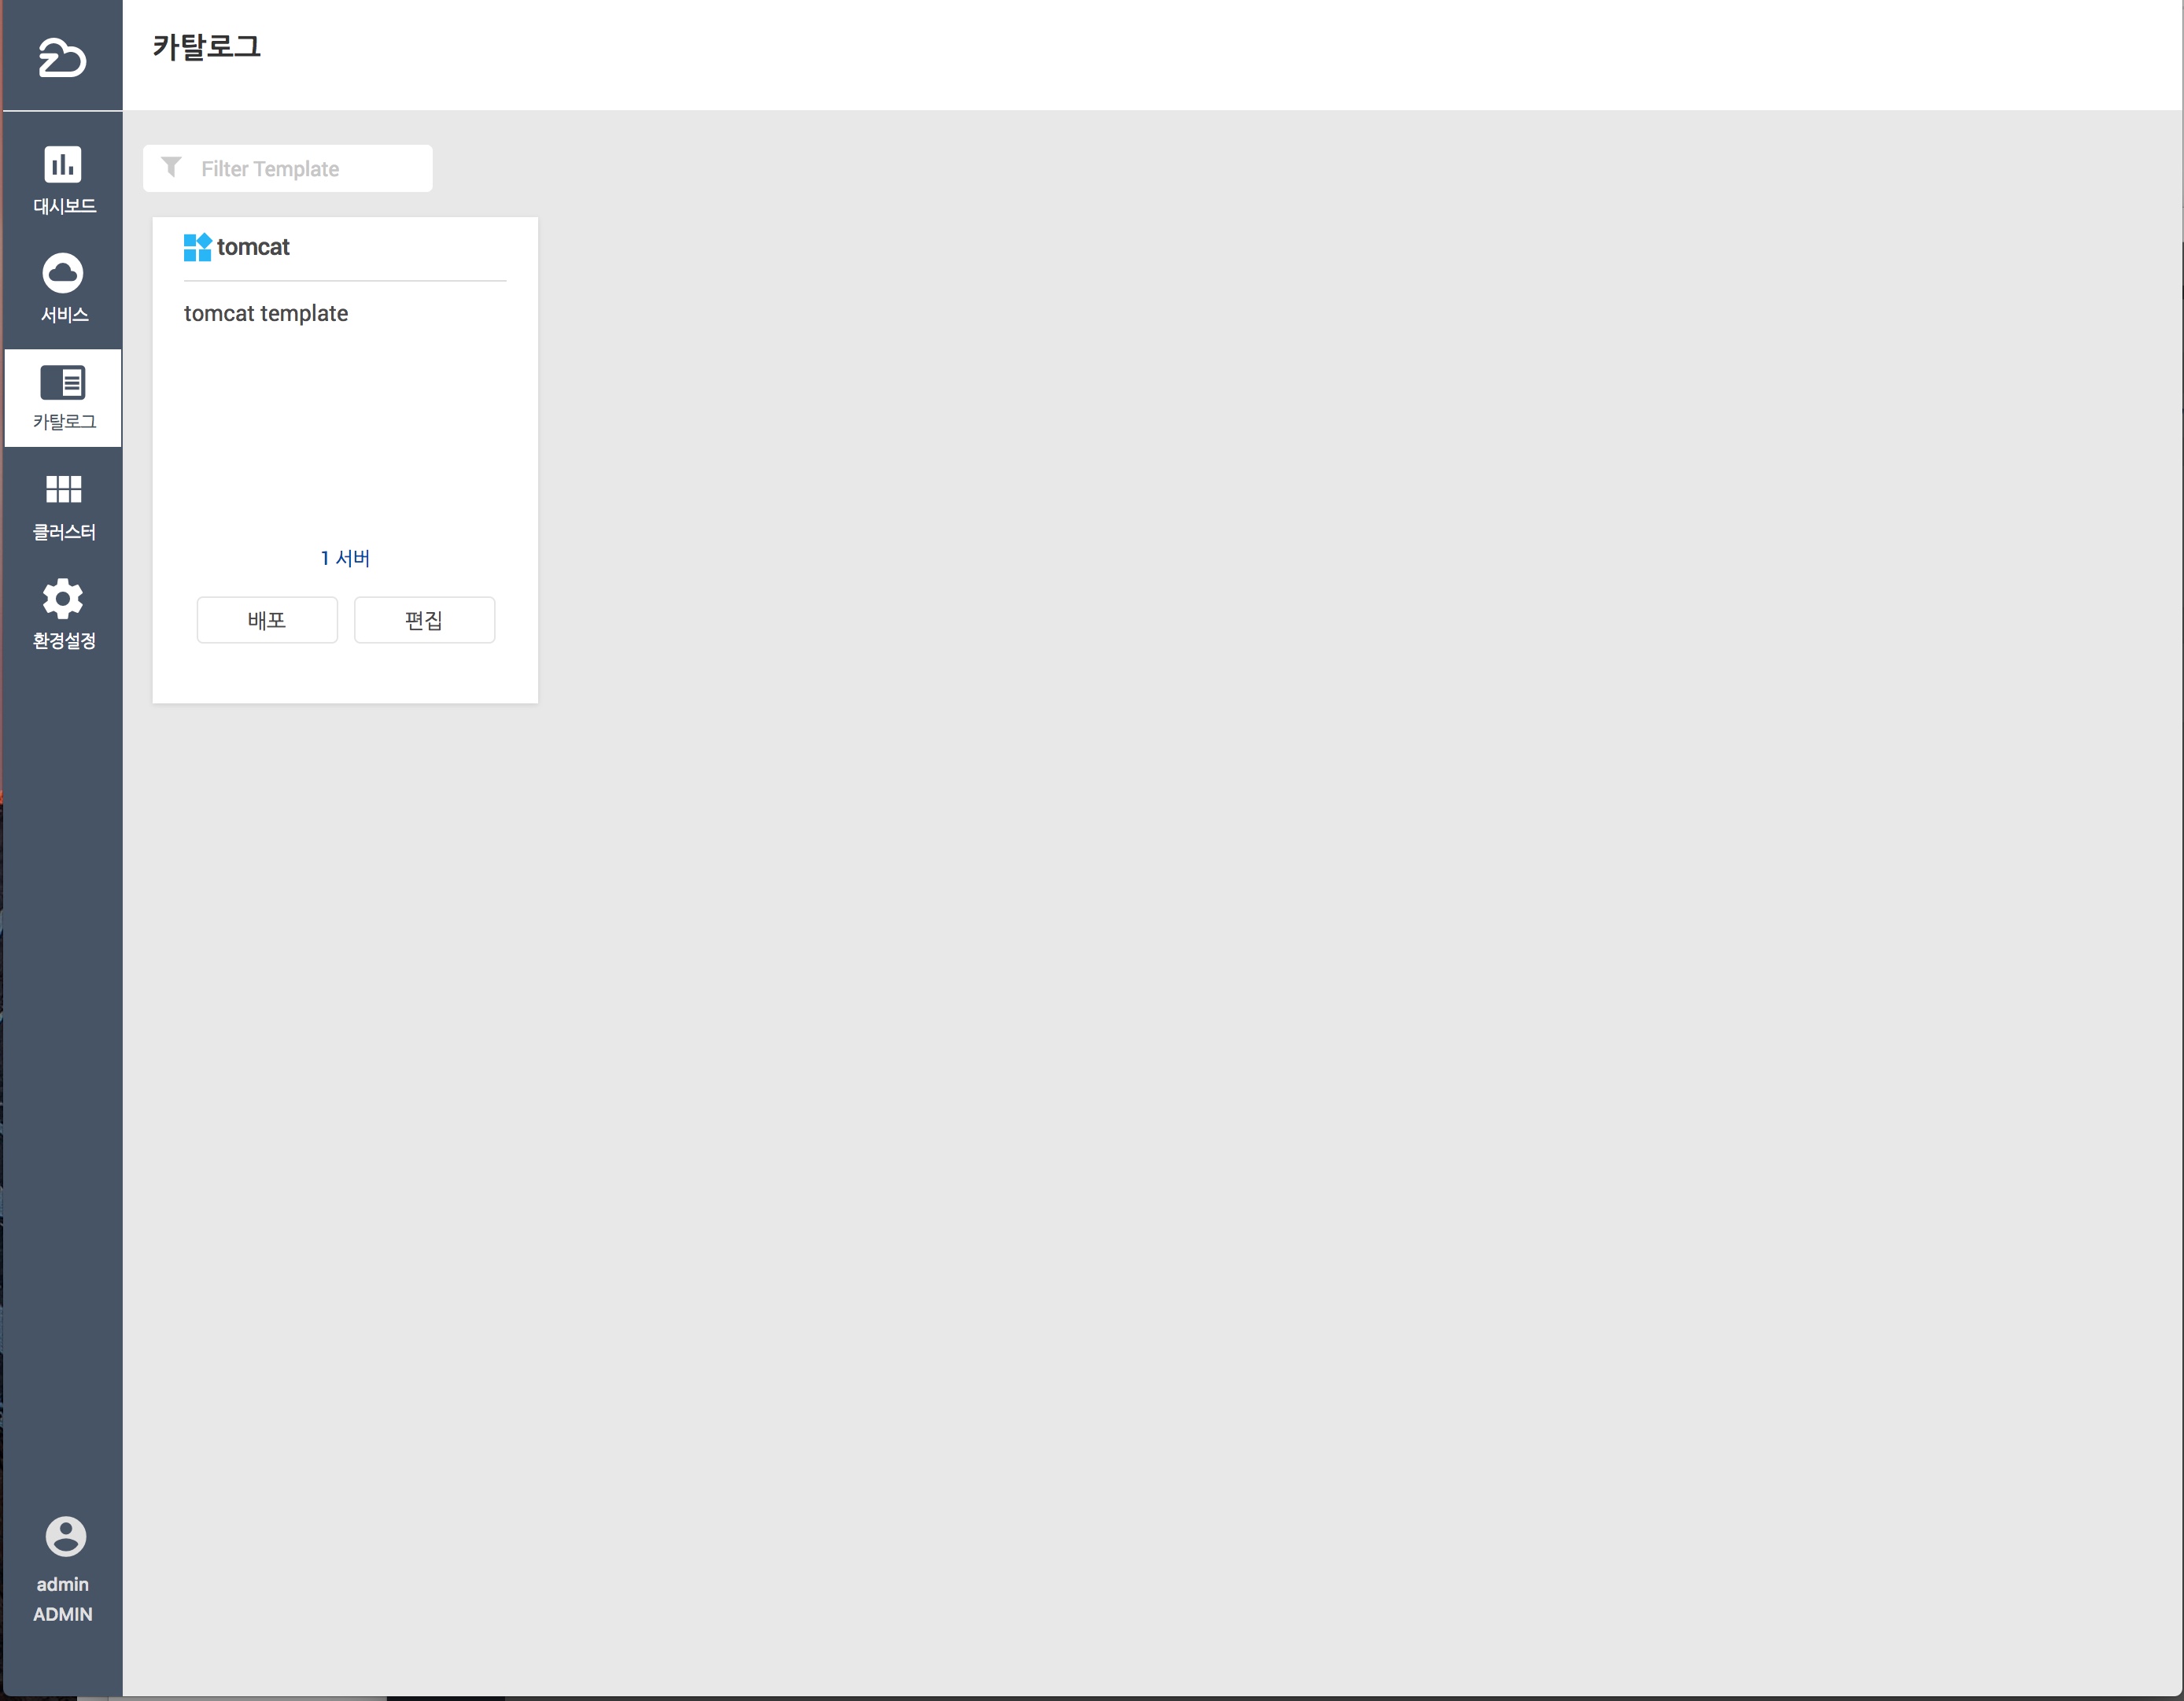 카탈로그
대시보드
서비스
카탈로그
클러스터
환경설정
admin
ADMIN
Filter Template
tomcat
tomcat template
1 서버
배포 편집